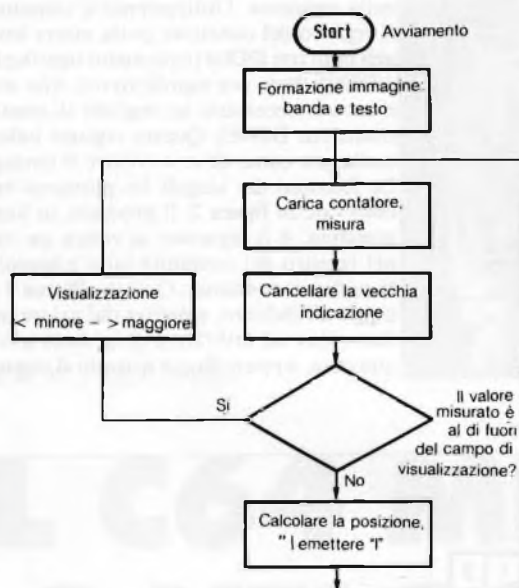 Start Avviamento
Formazione immagine:
banda e testo
Carica contatore,
misura
Cancellare la vecchia
indicazione
Visualizzazione
< minore – > maggiore
Sí
Il valore
misurato è
al di fuori
del campo di
visualizzazione?
No
Calcolare la posizione,
" | emettere "I"